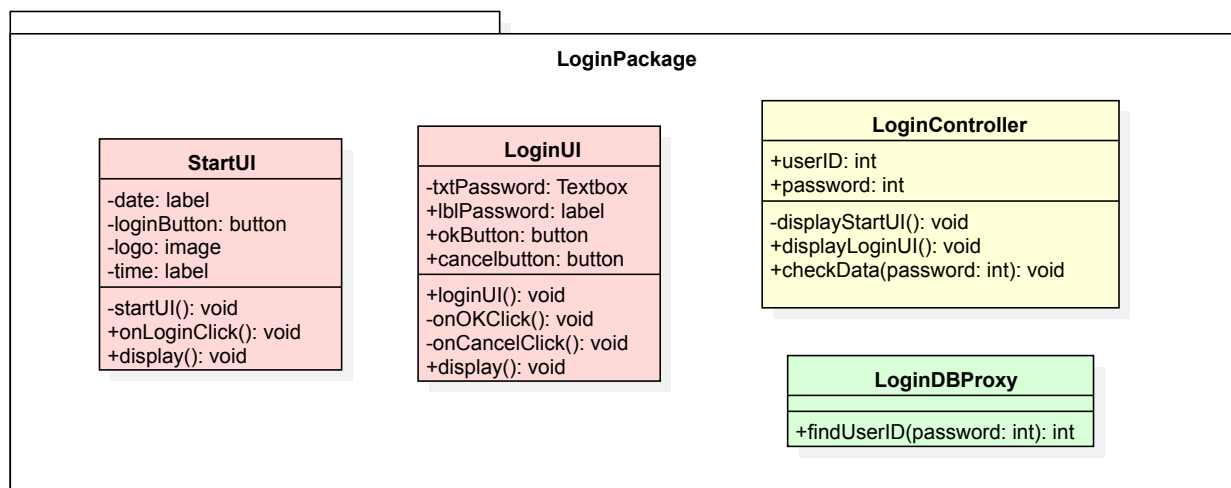 LoginPackage
StartUI
-date: label
-loginButton: button
-logo: image
-time: label
-startUI(): void
+onLoginClick(): void
+display(): void
LoginUI
-txtPassword: Textbox
+lblPassword: label
+okButton: button
+cancelbutton: button
+loginUI(): void
-onOKClick(): void
-onCancelClick(): void
+display(): void
LoginController
+userID: int
+password: int
-displayStartUI(): void
+displayLoginUI(): void
+checkData(password: int): void
LoginDBProxy
+findUserID(password: int): int